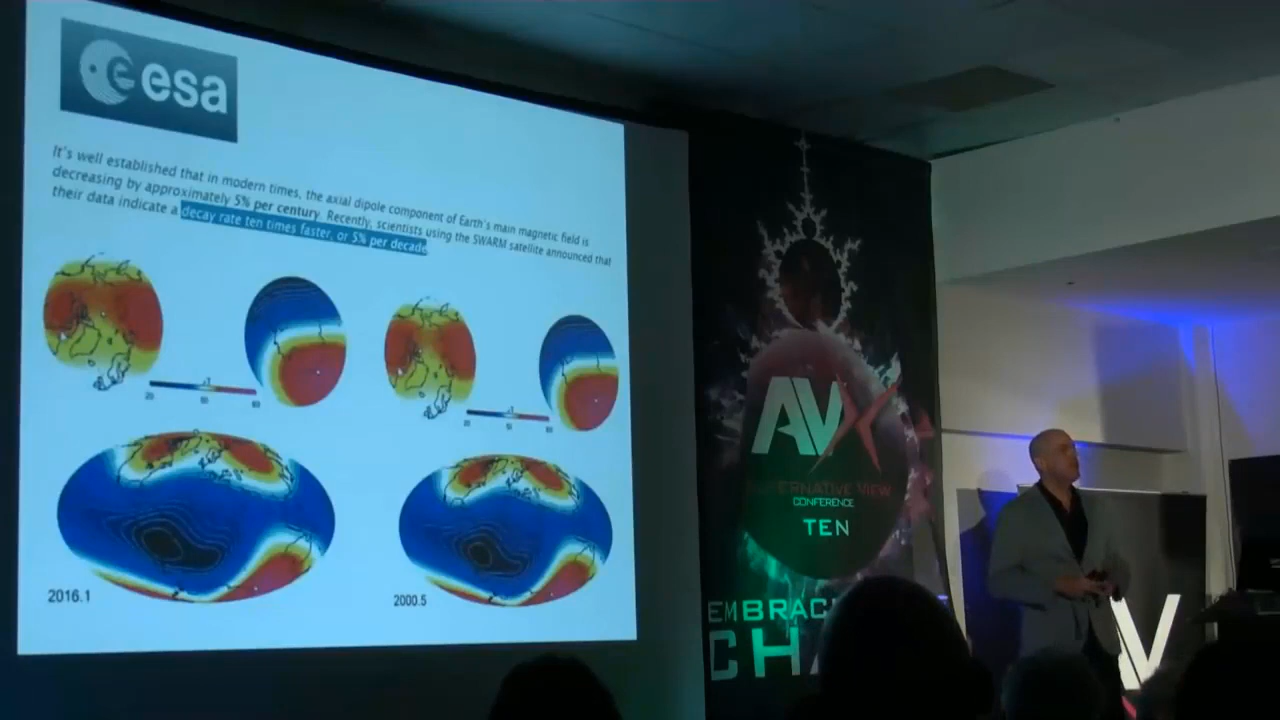 esa
It's well established that in modern times, the axial dipole component of Earth's main magnetic field is
decreasing by approximately 5% per century. Recently, scientists using the SWARM satellite announced that
their data indicate a decay rate ten times faster, or 5% per decade
2016.1
2000.5
AVX
ALTERNATIVE VIEW
CONFERENCE
TEN
EMBRAC
CHA
V